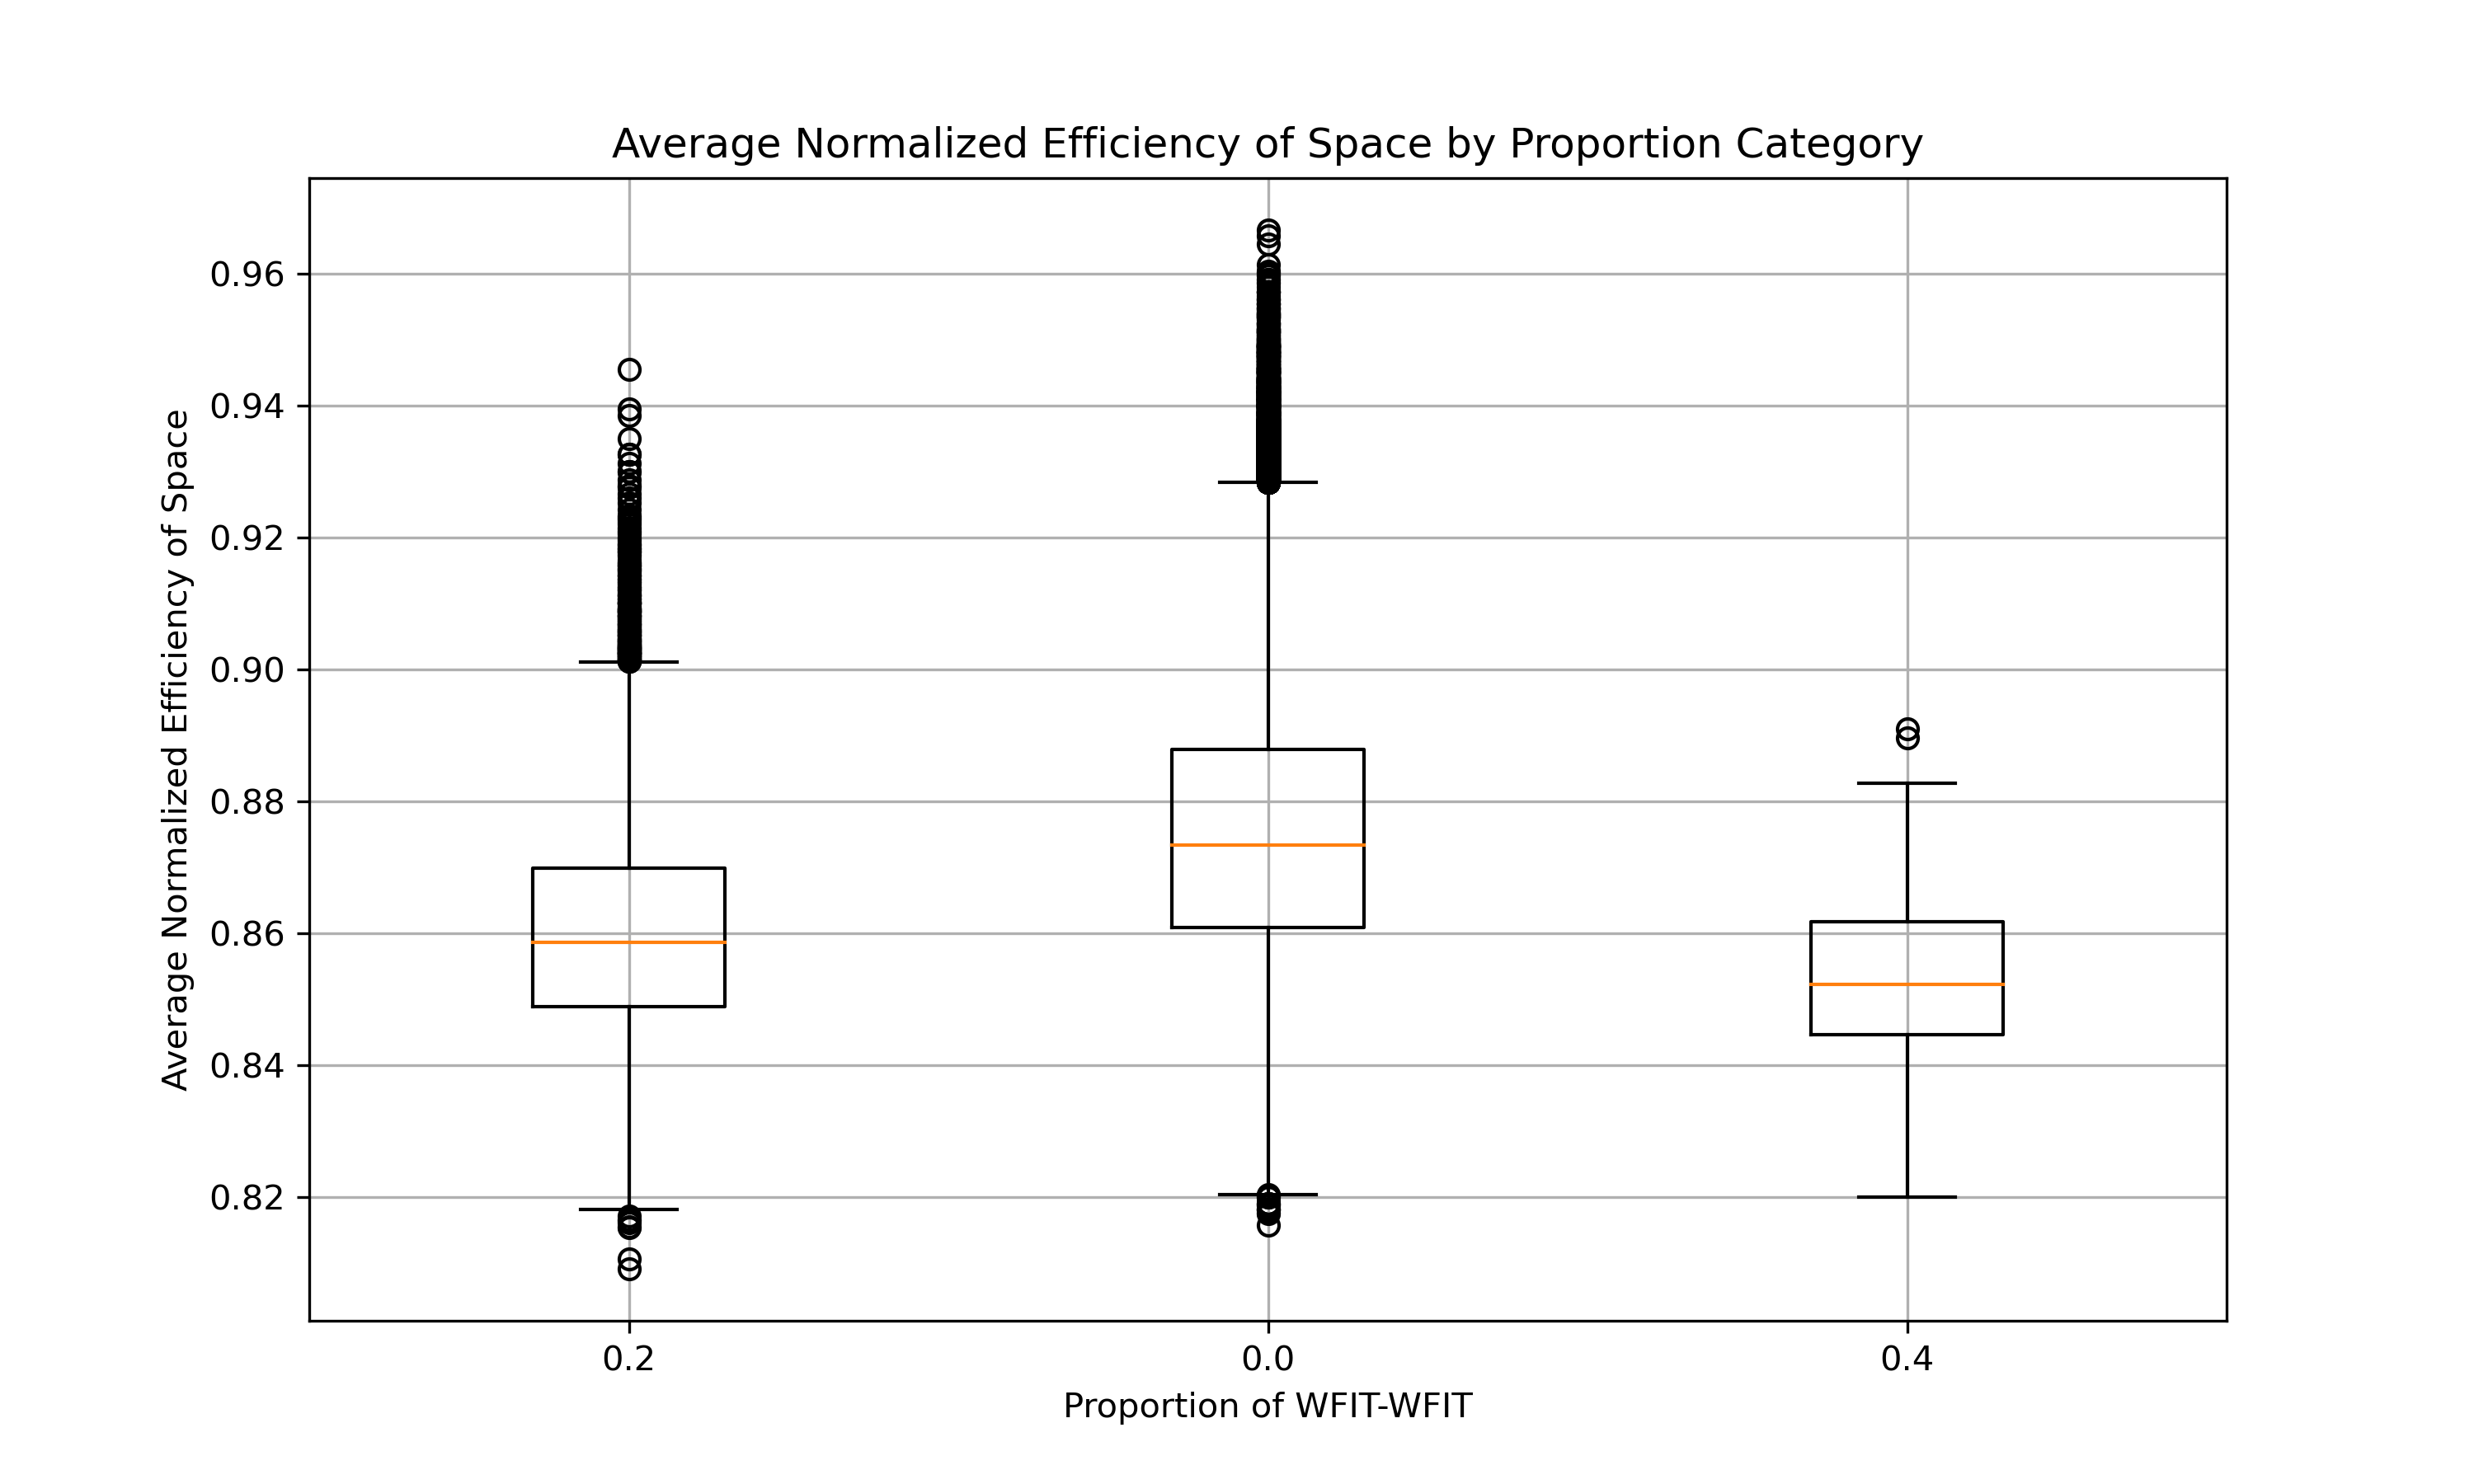 Average Normalized Efficiency of Space by Proportion Category
Average Normalized Efficiency of Space
0.96
0.94
0.92
0.90
0.88
0.86
0.84
0.82
0.2 0.0 0.4
Proportion of WFIT-WFIT